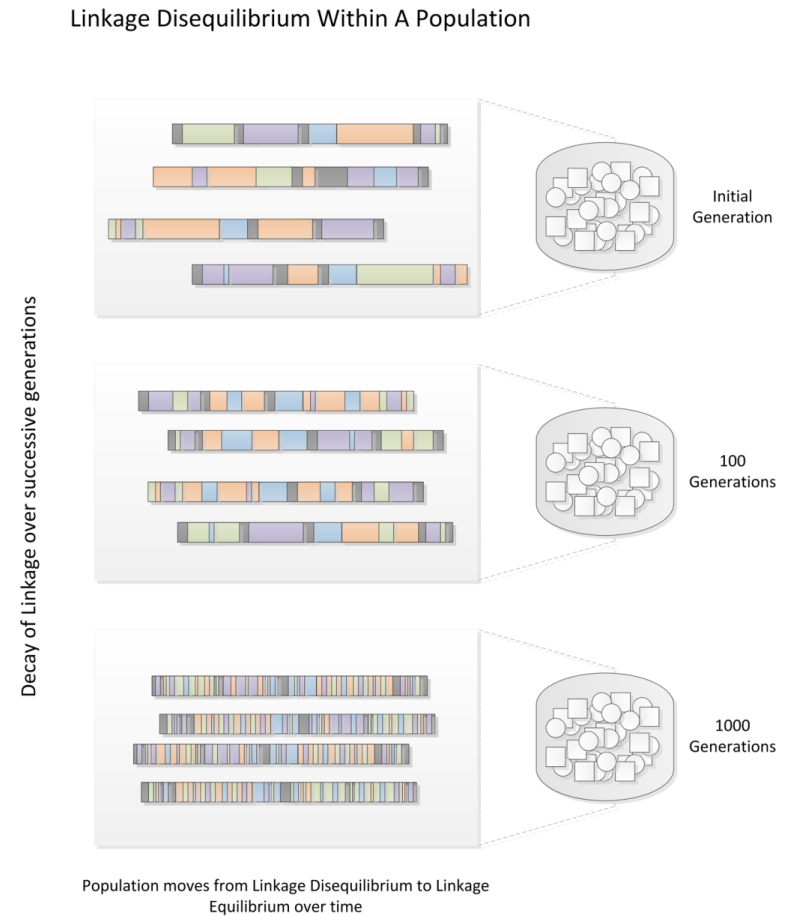 Linkage Disequilibrium Within A Population
Initial
Generation
Decay of Linkage over successive generations
100
Generations
1000
Generations
Population moves from Linkage Disequilibrium to Linkage
Equilibrium over time